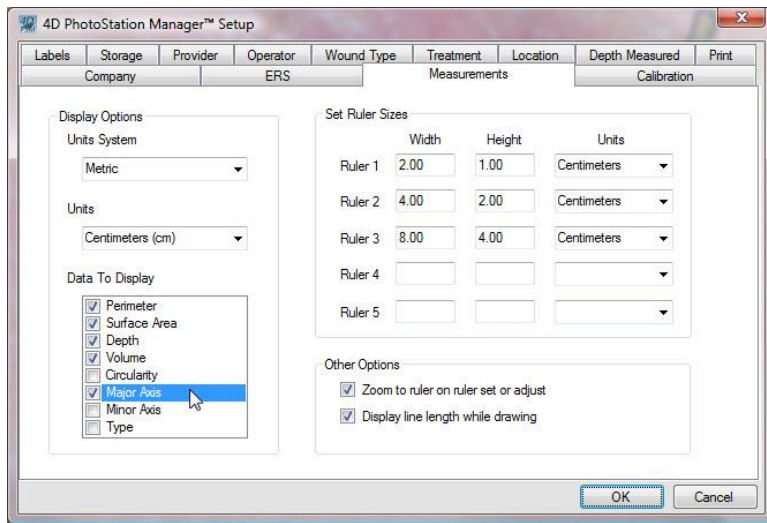 4D PhotoStation Manager™ Setup
Labels Storage Provider Operator Wound Type Treatment Location Depth Measured Print
Company ERS Measurements Calibration
Display Options
Units System
Metric
Units
Centimeters (cm)
Data To Display
Perimeter
Surface Area
Depth
Volume
Circularity
Major Axis
Minor Axis
Type
Set Ruler Sizes
Width Height Units
Ruler 1 2.00 1.00 Centimeters
Ruler 2 4.00 2.00 Centimeters
Ruler 3 8.00 4.00 Centimeters
Ruler 4
Ruler 5
Other Options
Zoom to ruler on ruler set or adjust
Display line length while drawing
OK Cancel